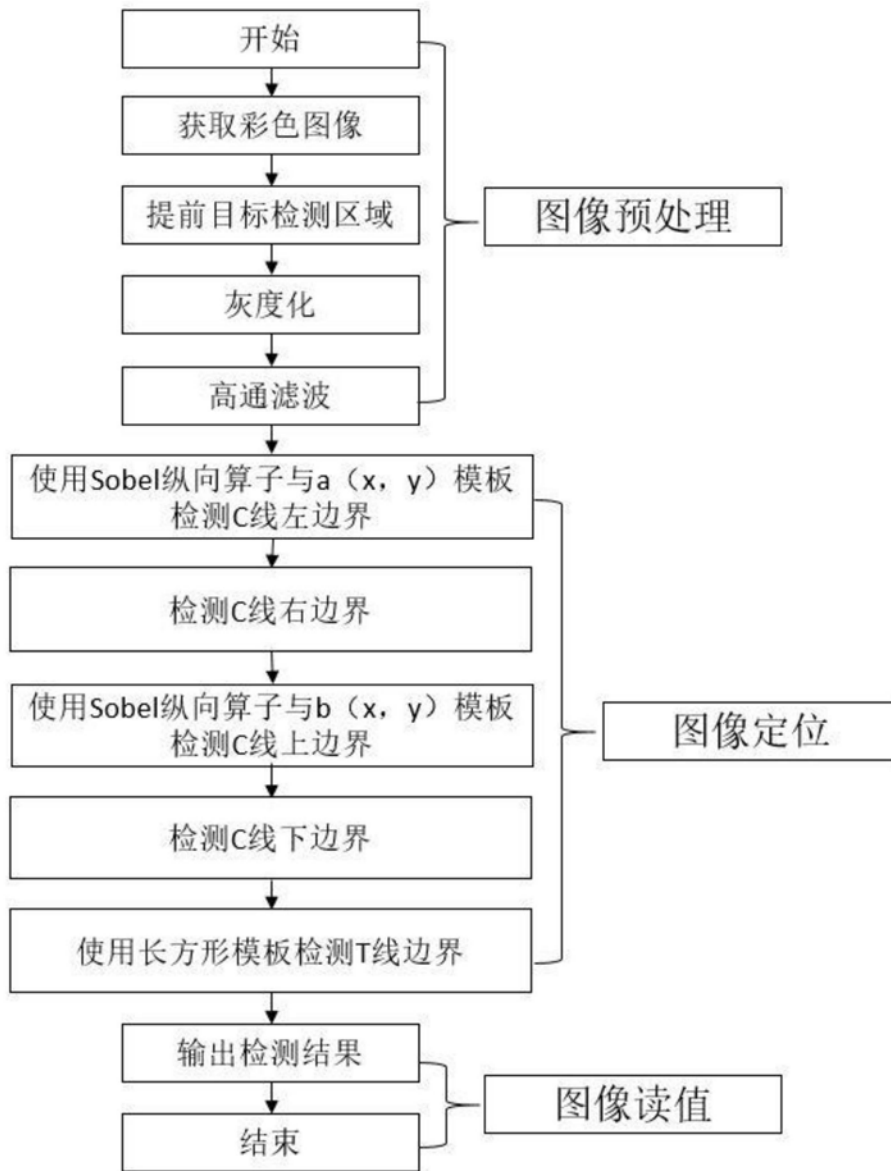 开始
获取彩色图像
提前目标检测区域
图像预处理
灰度化
高通滤波
使用Sobel纵向算子与a（x，y）模板
检测C线左边界
检测C线右边界
使用Sobel纵向算子与b（x，y）模板
检测C线上边界
图像定位
检测C线下边界
使用长方形模板检测T线边界
输出检测结果
图像读值
结束